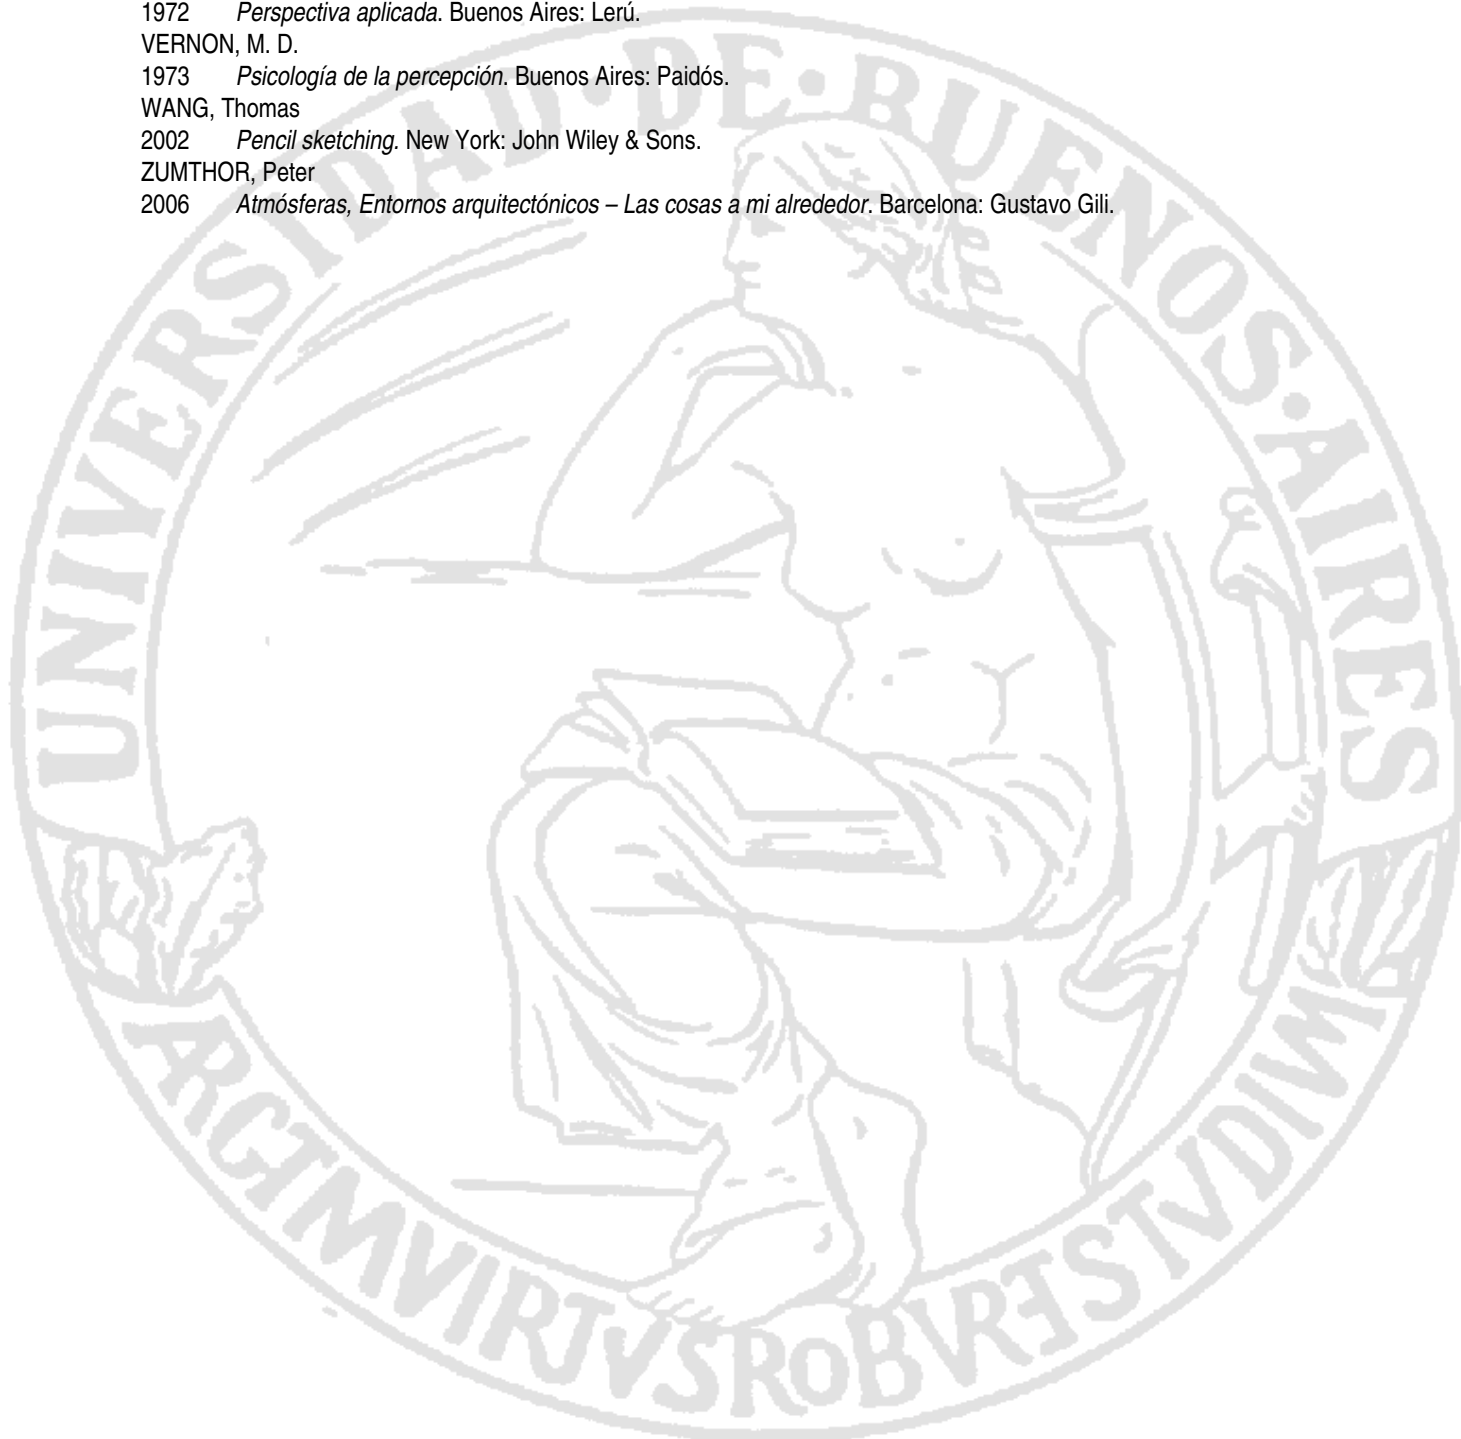 1972 Perspectiva aplicada. Buenos Aires: Lerú.
VERNON, M. D.
1973 Psicología de la percepción. Buenos Aires: Paidós.
WANG, Thomas
2002 Pencil sketching. New York: John Wiley & Sons.
ZUMTHOR, Peter
2006 Atmósferas, Entornos arquitectónicos – Las cosas a mi alrededor. Barcelona: Gustavo Gili.
UNIVERSIDAD·DE·BUENOS·AIRES
ARGTMVIRTVSROBVRESTVDIVM